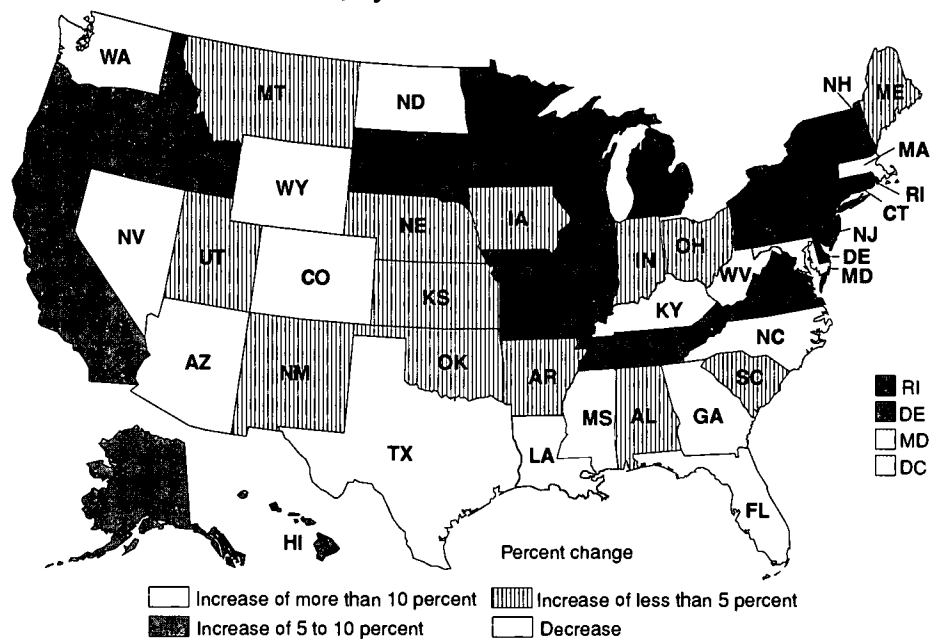 WA
MT
ND
NH
ME
MA
RI
CT
WY
NE
IA
NV
UT
CO
IN
OH
WV
NJ
DE
MD
KS
KY
NC
AZ
NM
OK
AR
SC
RI
DE
MD
DC
MS
AL
GA
TX
LA
FL
HI
Percent change
Increase of more than 10 percent
Increase of less than 5 percent
Increase of 5 to 10 percent
Decrease